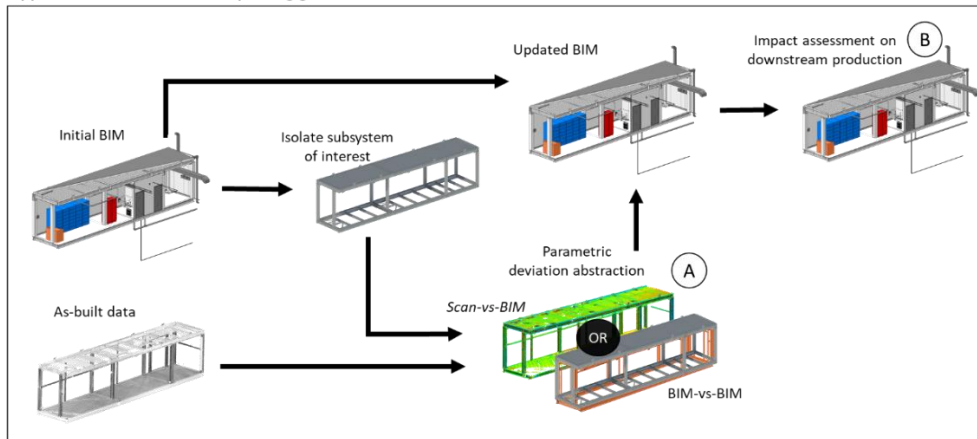 Updated BIM
Impact assessment on
downstream production
B
Initial BIM
Isolate subsystem
of interest
Parametric
deviation abstraction
A
As-built data
Scan-vs-BIM
OR
BIM-vs-BIM